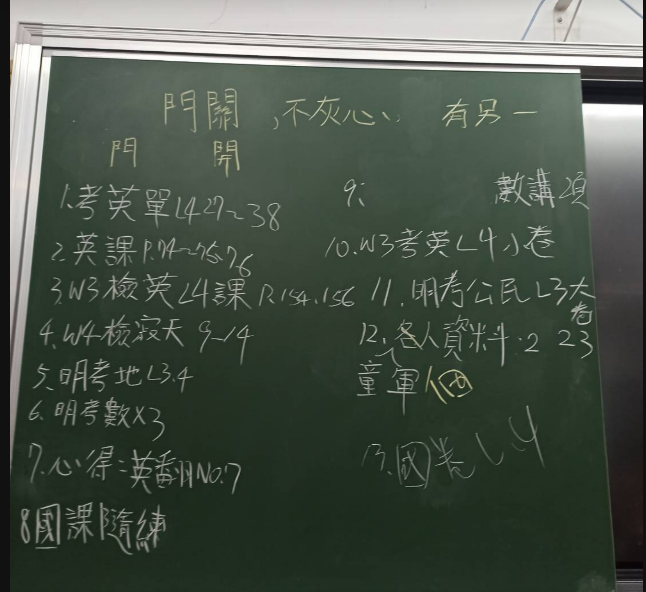 門關,不灰心、 有另一
門 開
1.考英單L4 27~38
2.英課P.74~75.76
3.W3檢英L4課P.154、156
4.W4檢寂天9~14
5.明考地L3.4
6.明考數X3
7.心得:英翻NO.7
8國課隨練
9: 數講2頁
10.W3考英L4小卷
11.明考公民L3大卷
12.各人資料.2 23
童軍個
13.國卷L4